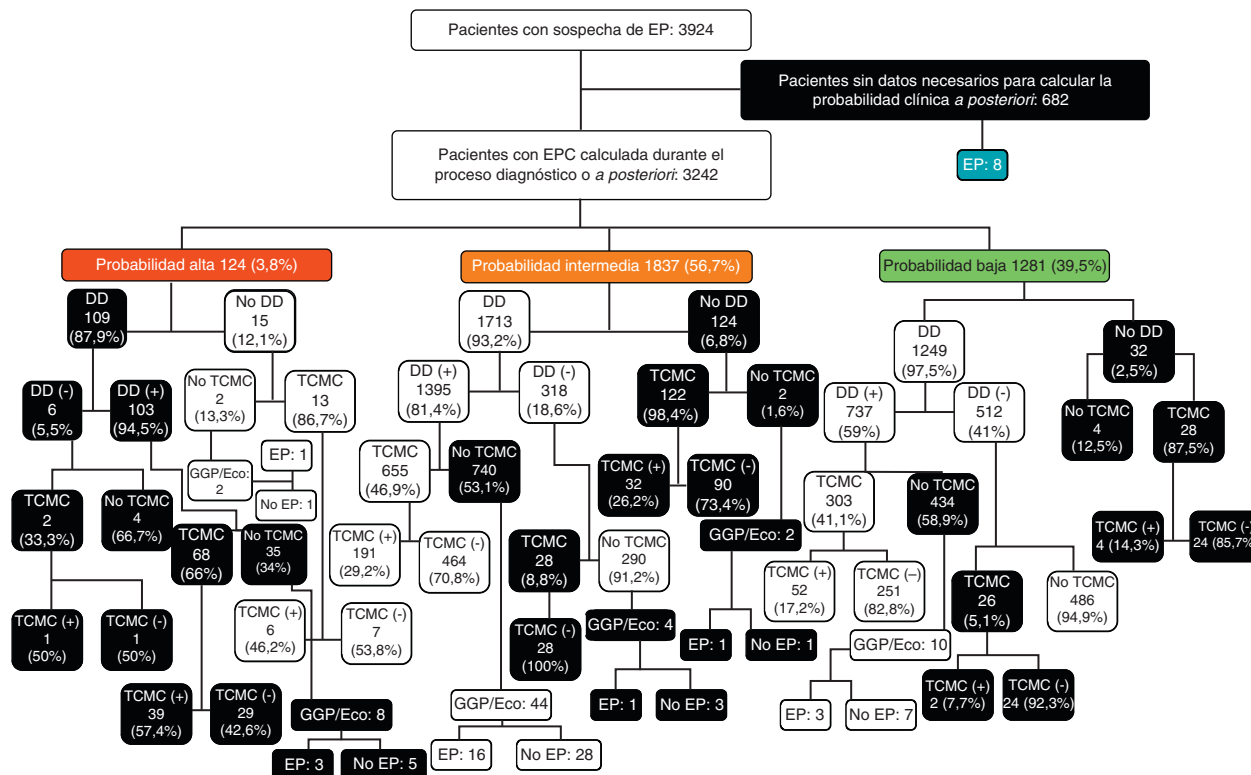 Pacientes con sospecha de EP: 3924
Pacientes sin datos necesarios para calcular la
probabilidad clínica a posteriori: 682
EP: 8
Pacientes con EPC calculada durante el
proceso diagnóstico o a posteriori: 3242
Probabilidad alta 124 (3,8%)
DD
109
(87,9%)
No DD
15
(12,1%)
DD (-)
6
(5,5%
DD (+)
103
(94,5%)
No TCMC
2
(13,3%)
TCMC
13
(86,7%)
GGP/Eco:
2
EP: 1
No EP: 1
TCMC
2
(33,3%)
No TCMC
4
(66,7%)
TCMC
68
(66%)
No TCMC
35
(34%)
TCMC (+)
1
(50%)
TCMC (-)
1
(50%)
TCMC (+)
6
(46,2%)
TCMC (-)
7
(53,8%)
TCMC (+)
39
(57,4%)
TCMC (-)
29
(42,6%)
GGP/Eco: 8
EP: 3
No EP: 5
Probabilidad intermedia 1837 (56,7%)
DD
1713
(93,2%)
No DD
124
(6,8%)
DD (+)
1395
(81,4%)
DD (-)
318
(18,6%)
TCMC
122
(98,4%)
No TCMC
2
(1,6%)
TCMC
655
(46,9%)
No TCMC
740
(53,1%)
TCMC (+)
32
(26,2%)
TCMC (-)
90
(73,4%)
TCMC (+)
191
(29,2%)
TCMC (-)
464
(70,8%)
TCMC
28
(8,8%)
No TCMC
290
(91,2%)
GGP/Eco: 2
TCMC (-)
28
(100%)
GGP/Eco: 4
EP: 1
No EP: 1
EP: 1
No EP: 3
GGP/Eco: 44
EP: 16
No EP: 28
Probabilidad baja 1281 (39,5%)
DD
1249
(97,5%)
No DD
32
(2,5%)
DD (+)
737
(59%)
DD (-)
512
(41%)
No TCMC
4
(12,5%)
TCMC
28
(87,5%)
TCMC
303
(41,1%)
No TCMC
434
(58,9%)
TCMC (+)
4 (14,3%)
TCMC (-)
24 (85,7%)
TCMC (+)
52
(17,2%)
TCMC (–)
251
(82,8%)
TCMC
26
(5,1%)
No TCMC
486
(94,9%)
GGP/Eco: 10
EP: 3
No EP: 7
TCMC (+)
2 (7,7%)
TCMC (-)
24 (92,3%)